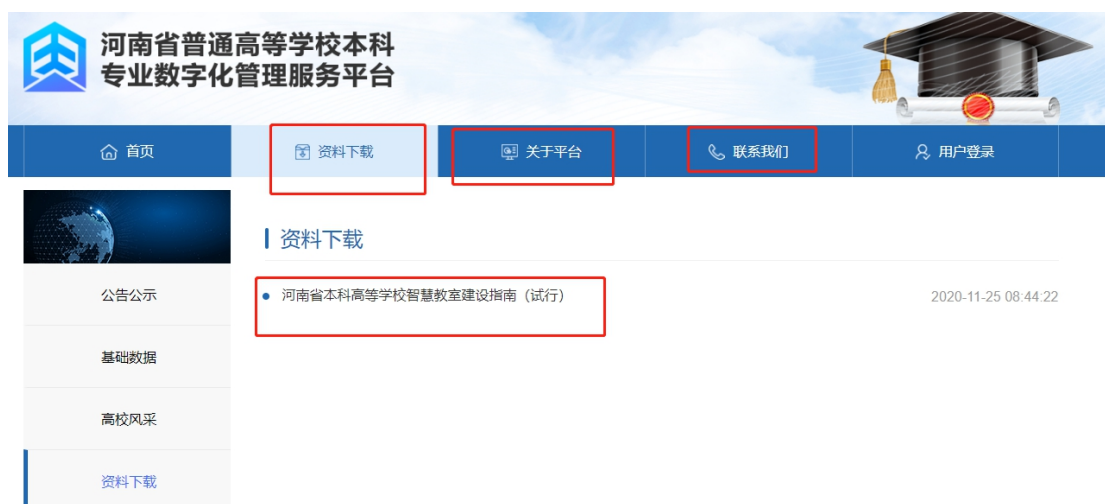 河南省普通高等学校本科
专业数字化管理服务平台
首页
资料下载
关于平台
联系我们
用户登录
资料下载
河南省本科高等学校智慧教室建设指南（试行）
2020-11-25 08:44:22
公告公示
基础数据
高校风采
资料下载